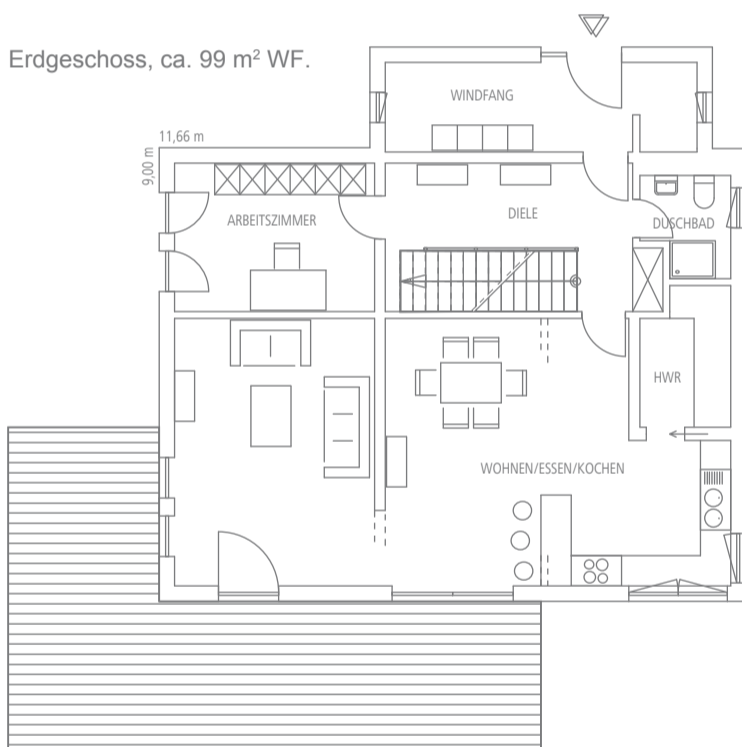 Erdgeschoss, ca. 99 m² WF.
WINDFANG
11,66 m
9,00 m
ARBEITSZIMMER
DIELE
DUSCHBAD
HWR
WOHNEN/ESSEN/KOCHEN